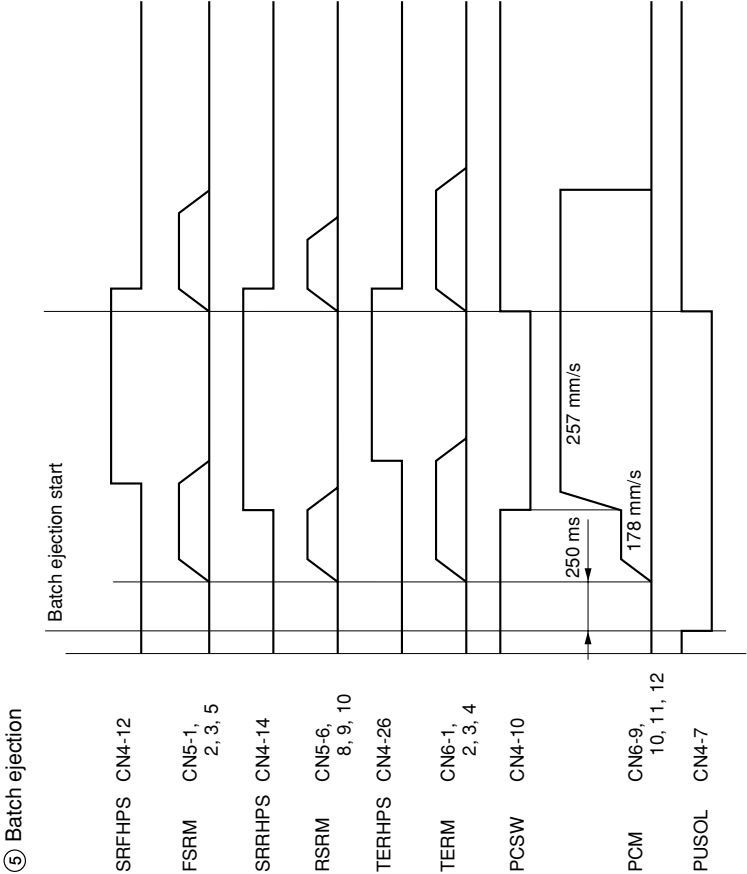 ⑤ Batch ejection
Batch ejection start
SRFHPS CN4-12
FSRM CN5-1,
2, 3, 5
SRRHPS CN4-14
RSRM CN5-6,
8, 9, 10
TERHPS CN4-26
TERM CN6-1,
2, 3, 4
PCSW CN4-10
PCM CN6-9,
10, 11, 12
250 ms
178 mm/s
257 mm/s
PUSOL CN4-7